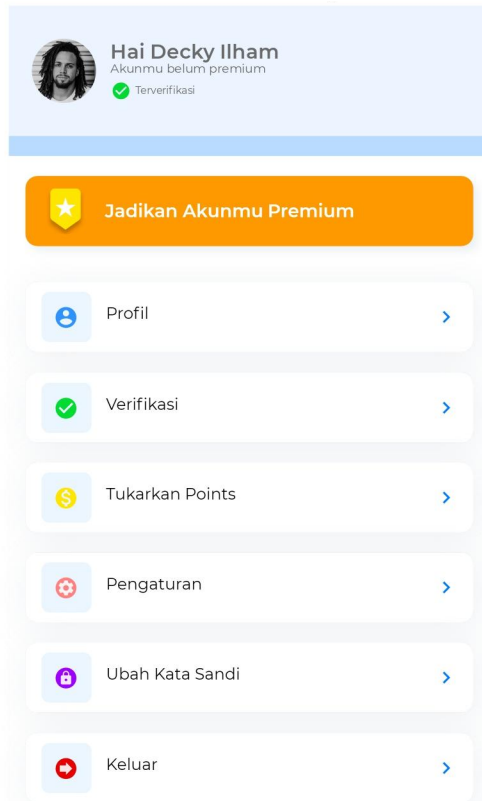 Hai Decky Ilham
Akunmu belum premium
Terverifikasi
Jadikan Akunmu Premium
Profil
Verifikasi
Tukarkan Points
Pengaturan
Ubah Kata Sandi
Keluar